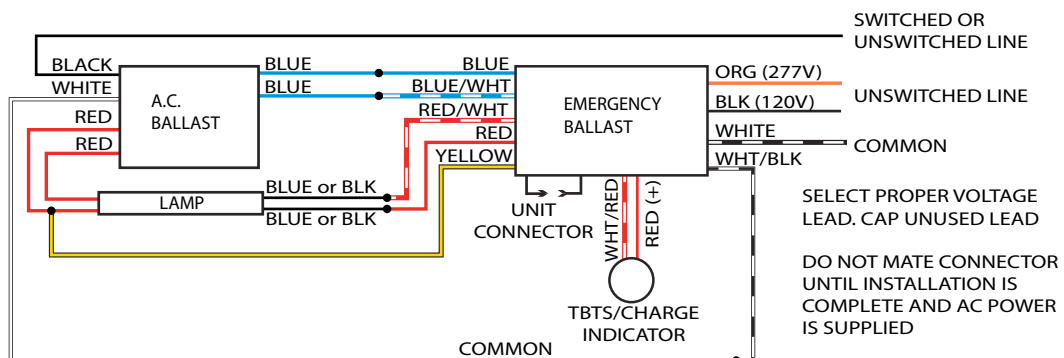 SWITCHED OR
UNSWITCHED LINE
BLACK
WHITE
RED
RED
A.C.
BALLAST
BLUE
BLUE
BLUE
BLUE/WHT
RED/WHT
RED
YELLOW
EMERGENCY
BALLAST
ORG (277V)
BLK (120V)
WHITE
WHT/BLK
UNSWITCHED LINE
COMMON
LAMP
BLUE or BLK
BLUE or BLK
UNIT
CONNECTOR
WHT/RED
RED (+)
TBTS/CHARGE
INDICATOR
SELECT PROPER VOLTAGE
LEAD. CAP UNUSED LEAD
DO NOT MATE CONNECTOR
UNTIL INSTALLATION IS
COMPLETE AND AC POWER
IS SUPPLIED
COMMON